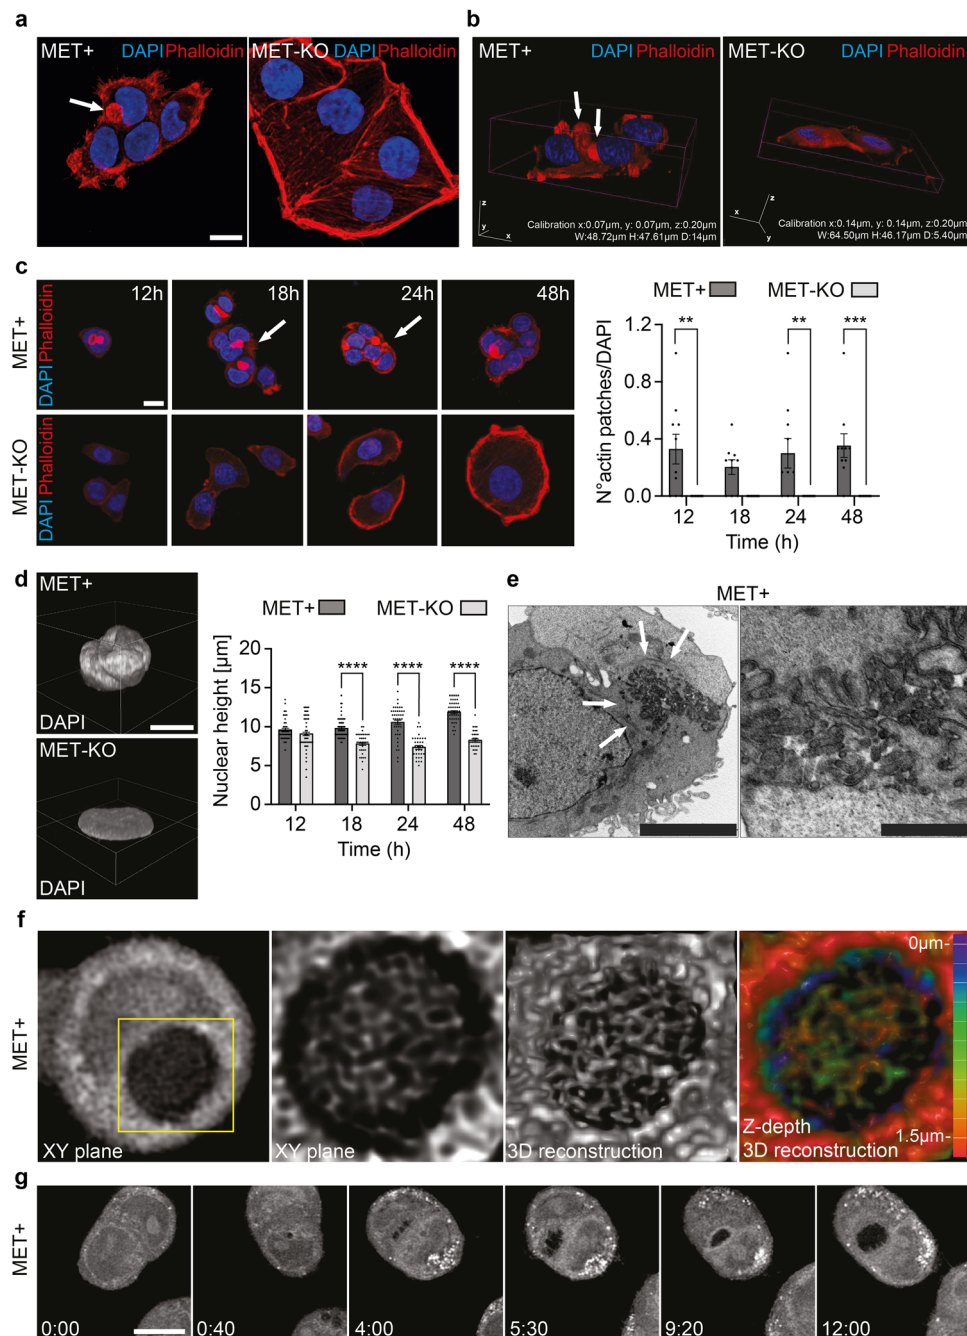 a
MET+ DAPI Phalloidin
MET-KO DAPI Phalloidin
b
MET+ DAPI Phalloidin
z
x
Calibration x:0.07µm, y: 0.07µm, z:0.20µm
W:48.72µm H:47.61µm D:14µm
MET-KO DAPI Phalloidin
z
x
y
Calibration x:0.14µm, y: 0.14µm, z:0.20µm
W:64.50µm H:46.17µm D:5.40µm
c
MET+
DAPI Phalloidin
12h
18h
24h
48h
MET-KO
DAPI Phalloidin
MET+ MET-KO
N°actin patches/DAPI
1.2
0.8
0.4
0.0
** ** ***
12 18 24 48
Time (h)
d
MET+
DAPI
MET-KO
DAPI
MET+ MET-KO
Nuclear height [µm]
20
15
10
5
0
**** **** ****
12 18 24 48
Time (h)
e
MET+
f
MET+
XY plane
XY plane
3D reconstruction
0µm-
1.5µm-
Z-depth
3D reconstruction
g
MET+
0:00
0:40
4:00
5:30
9:20
12:00